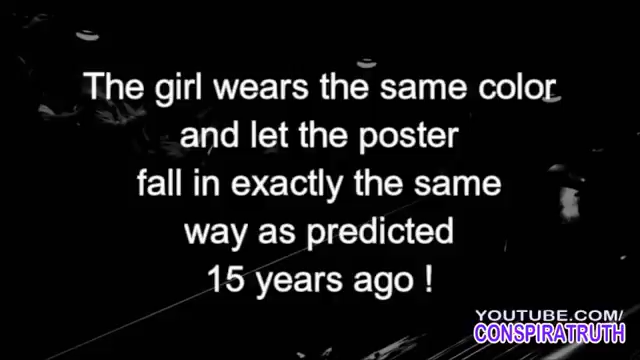 The girl wears the same color
and let the poster
fall in exactly the same
way as predicted
15 years ago !
YOUTUBE.COM/
CONSPIRATRUTH